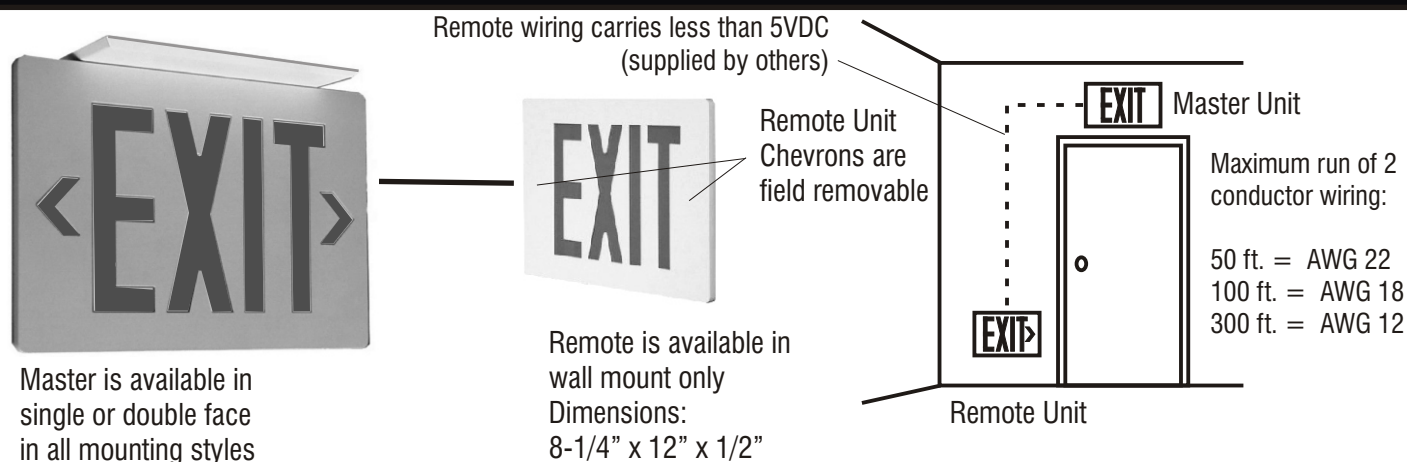 Remote wiring carries less than 5VDC
(supplied by others)
EXIT
Master is available in
single or double face
in all mounting styles
EXIT
Remote Unit
Chevrons are
field removable
Remote is available in
wall mount only
Dimensions:
8-1/4” x 12” x 1/2”
EXIT
Master Unit
Maximum run of 2
conductor wiring:
50 ft. = AWG 22
100 ft. = AWG 18
300 ft. = AWG 12
EXIT>
Remote Unit